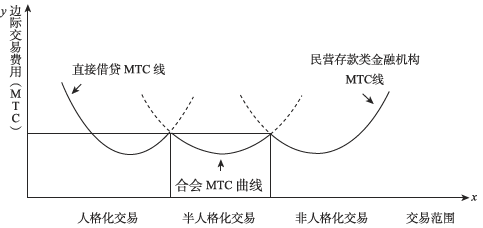 y
边际交易费用（MTC）
直接借贷 MTC 线
民营存款类金融机构
MTC线
合会 MTC 曲线
x
人格化交易
半人格化交易
非人格化交易
交易范围